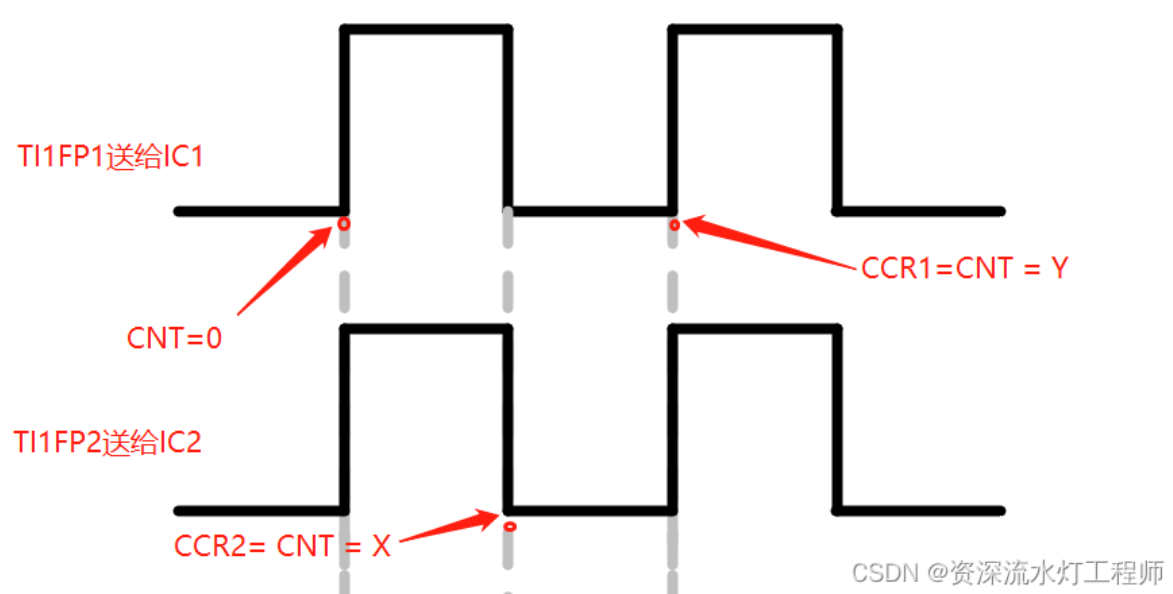 TI1FP1送给IC1
CCR1=CNT = Y
CNT=0
TI1FP2送给IC2
CCR2= CNT = X
CSDN @资深流水灯工程师